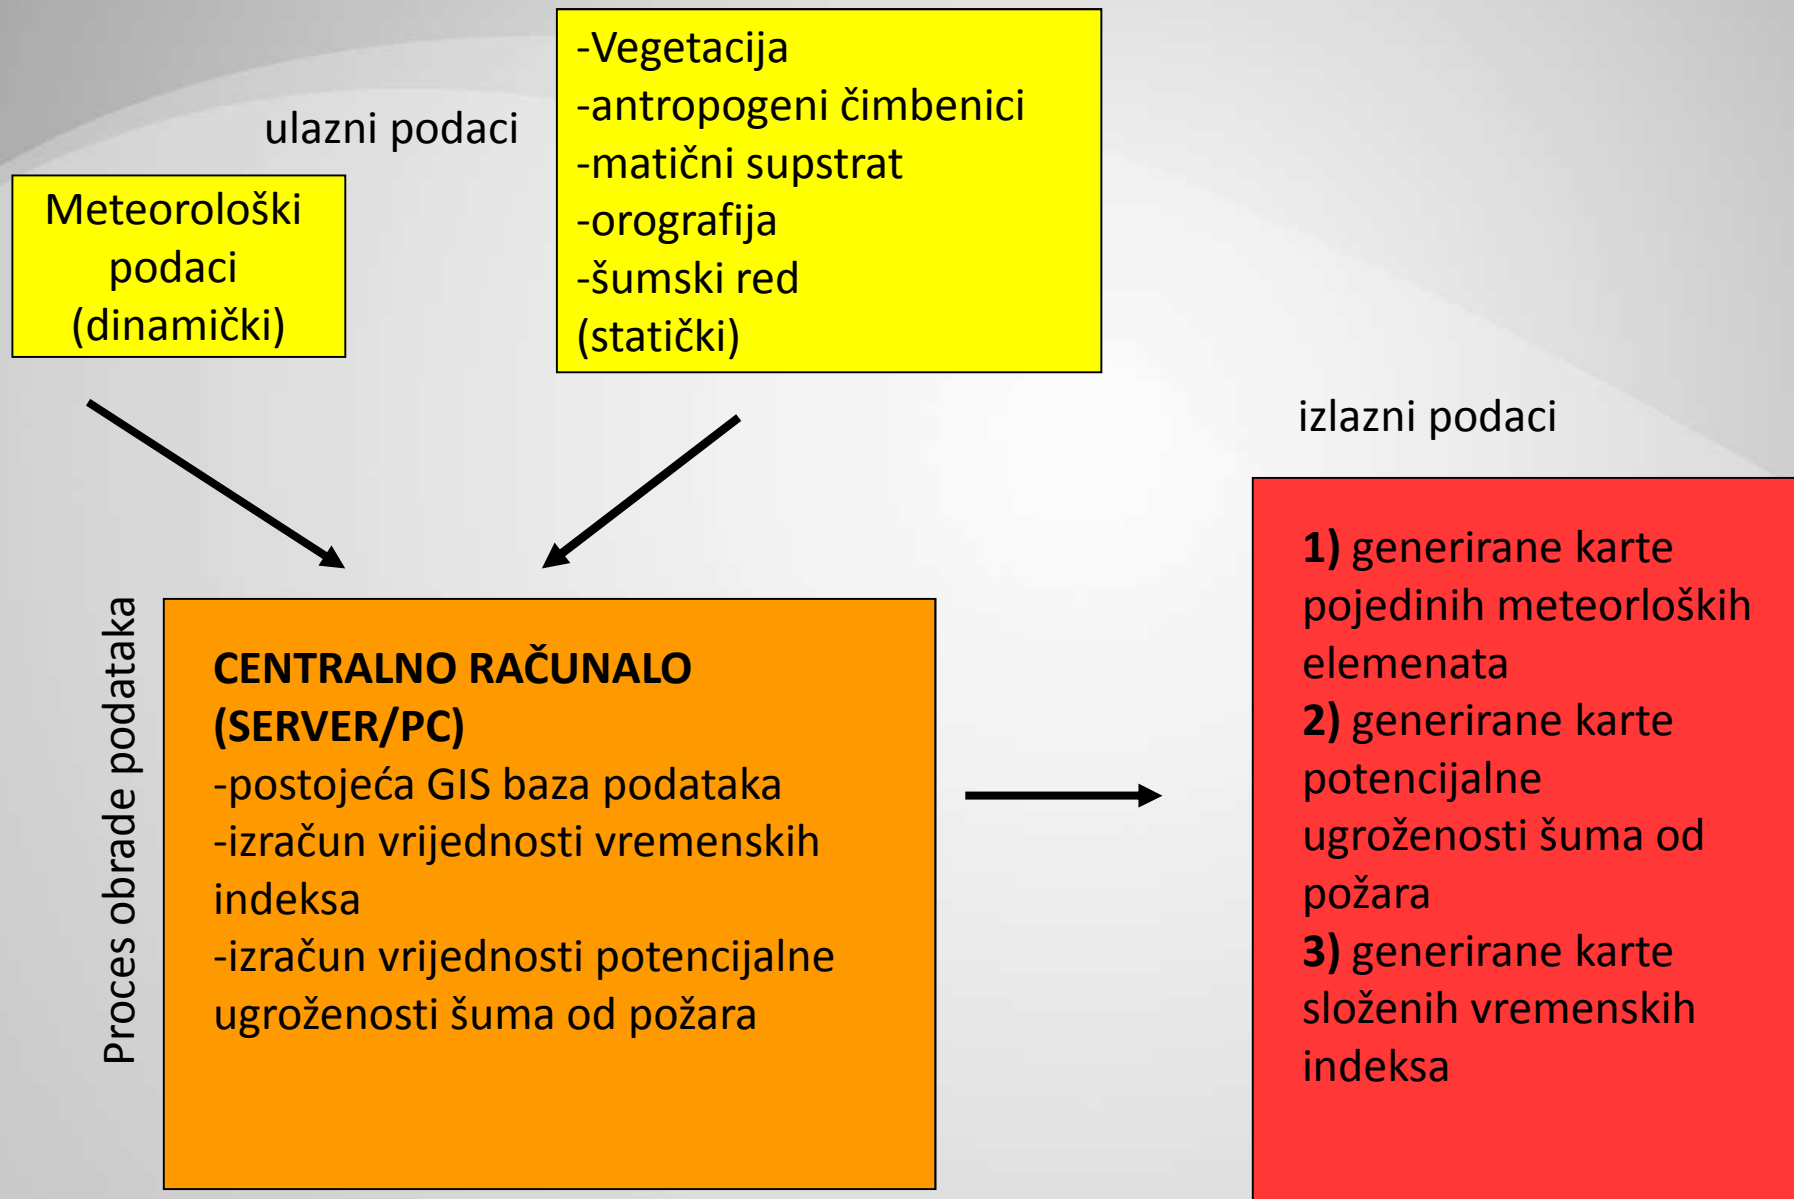 ulazni podaci
Meteorološki
podaci
(dinamički)
-Vegetacija
-antropogeni čimbenici
-matični supstrat
-orografija
-šumski red
(statički)
Proces obrade podataka
CENTRALNO RAČUNALO
(SERVER/PC)
-postojeća GIS baza podataka
-izračun vrijednosti vremenskih
indeksa
-izračun vrijednosti potencijalne
ugroženosti šuma od požara
izlazni podaci
1) generirane karte
pojedinih meteorloških
elemenata
2) generirane karte
potencijalne
ugroženosti šuma od
požara
3) generirane karte
složenih vremenskih
indeksa